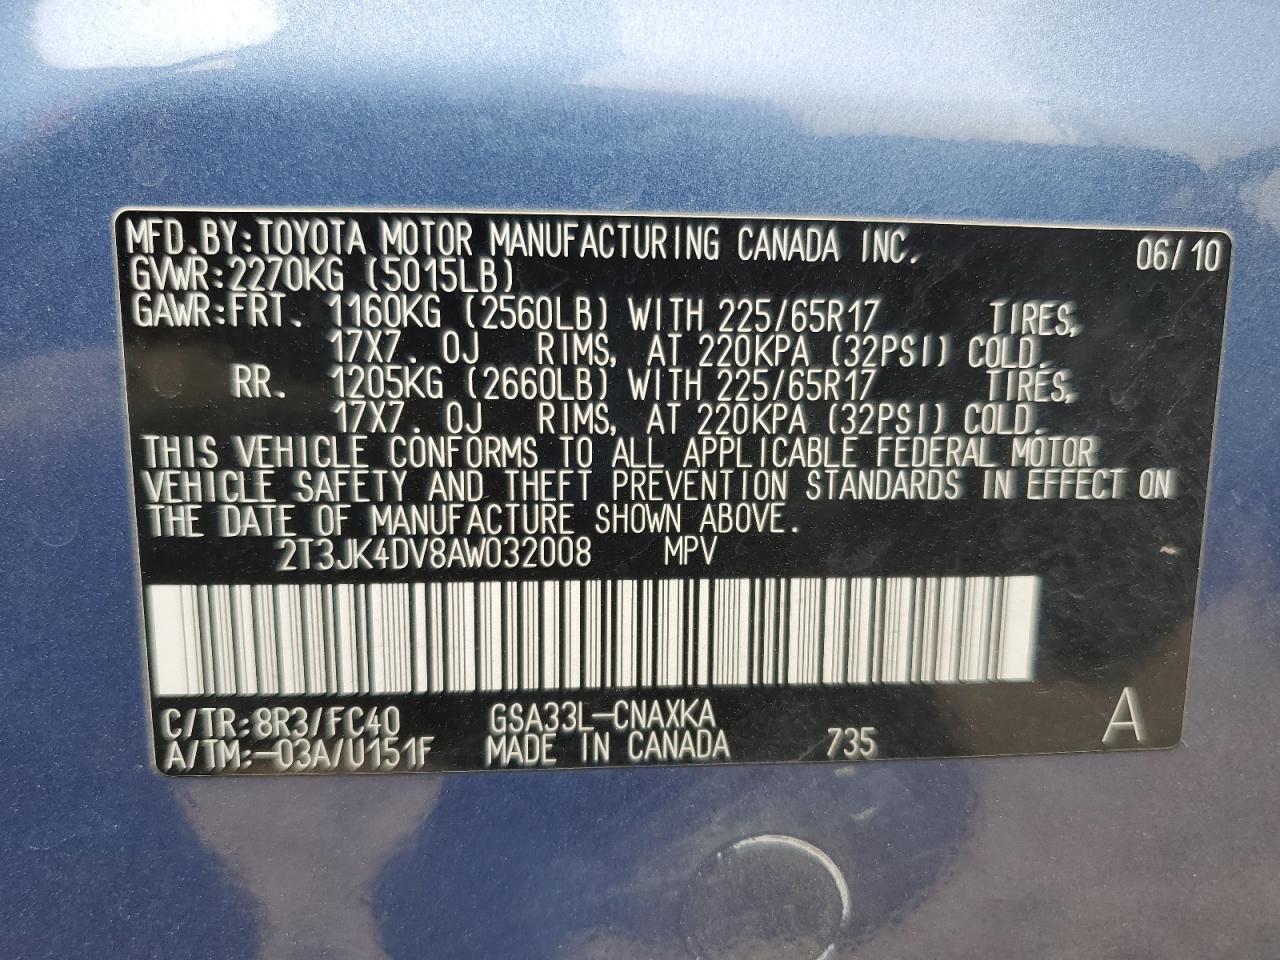 MFD.BY:TOYOTA MOTOR MANUFACTURING CANADA INC. 06/10
GVWR:2270KG (5015LB)
GAWR:FRT. 1160KG (2560LB) WITH 225/65R17 TIRES,
17X7.0J RIMS, AT 220KPA (32PSI) COLD.
RR. 1205KG (2660LB) WITH 225/65R17 TIRES,
17X7.0J RIMS, AT 220KPA (32PSI) COLD.
THIS VEHICLE CONFORMS TO ALL APPLICABLE FEDERAL MOTOR
VEHICLE SAFETY AND THEFT PREVENTION STANDARDS IN EFFECT ON
THE DATE OF MANUFACTURE SHOWN ABOVE.
2T3JK4DV8AW032008 MPV
C/TR:8R3/FC40 GSA33L-CNAXKA
A/TM:-03A/U151F MADE IN CANADA 735 A